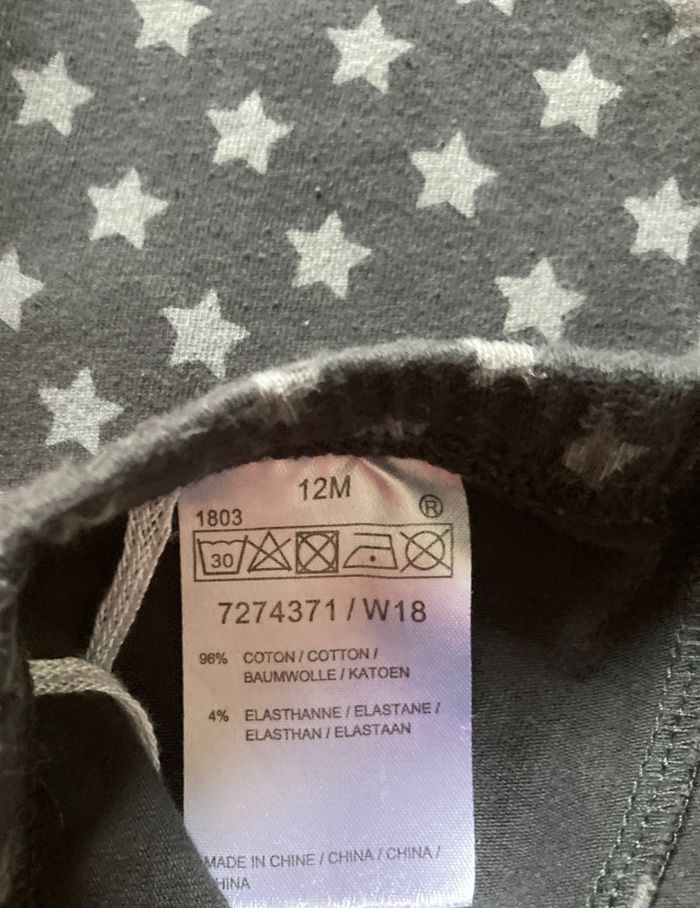 12M
1803 ®
30
7274371 / W18
96% COTON / COTTON /
BAUMWOLLE / KATOEN
4% ELASTHANNE / ELASTANE /
ELASTHAN / ELASTAAN
MADE IN CHINE / CHINA / CHINA /
CHINA